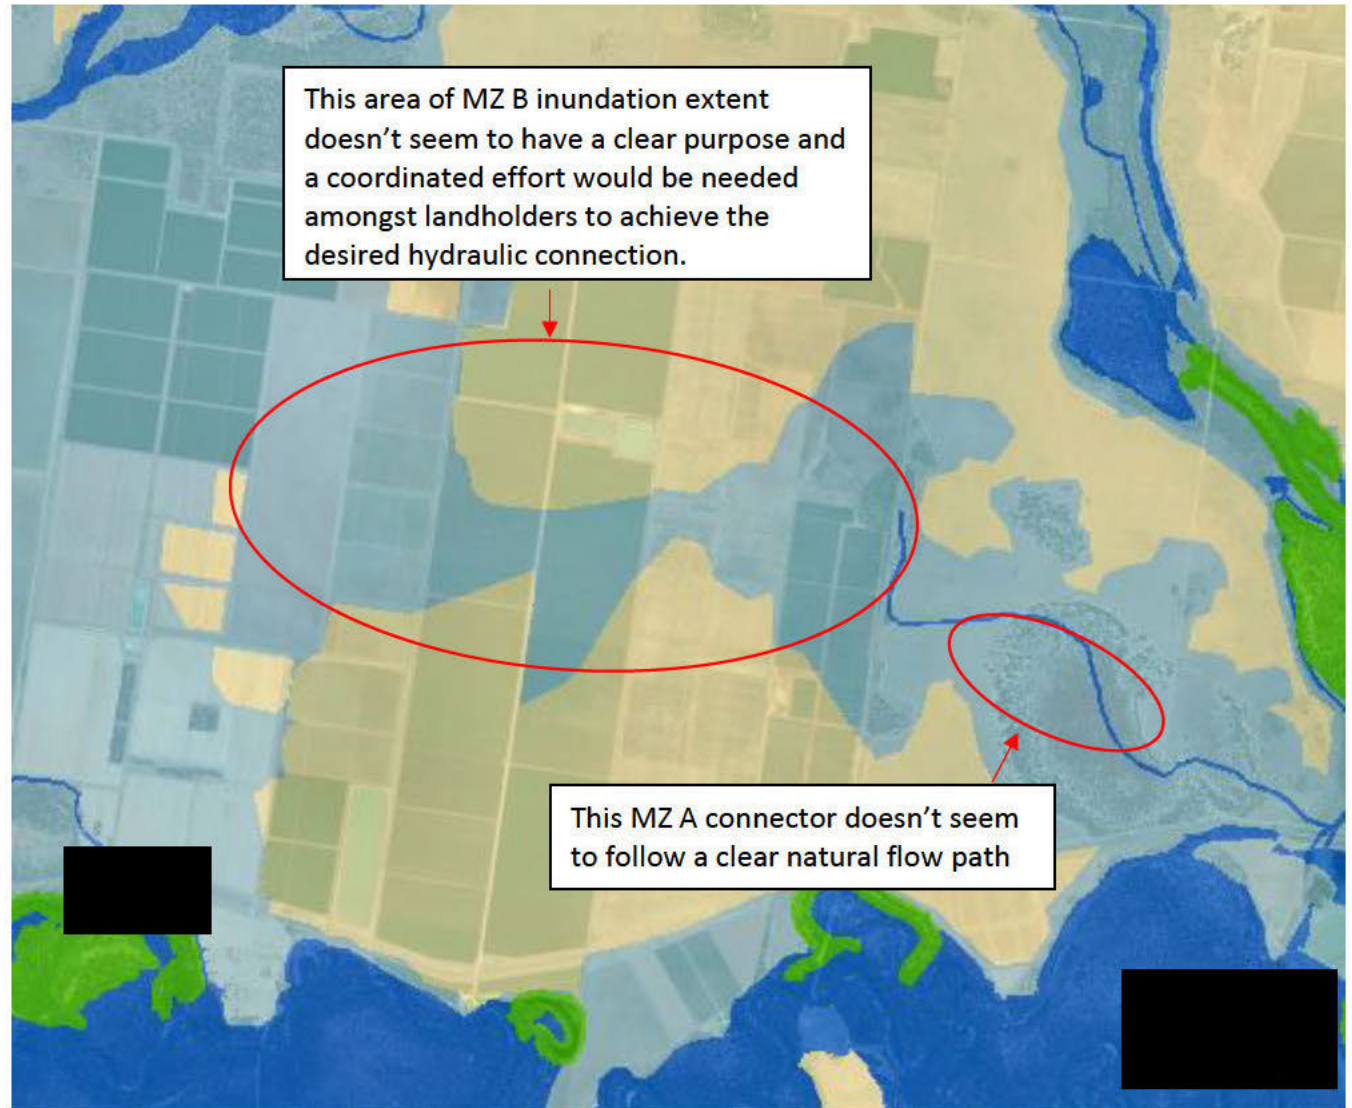 This area of MZ B inundation extent
doesn’t seem to have a clear purpose and
a coordinated effort would be needed
amongst landholders to achieve the
desired hydraulic connection.
This MZ A connector doesn’t seem
to follow a clear natural flow path